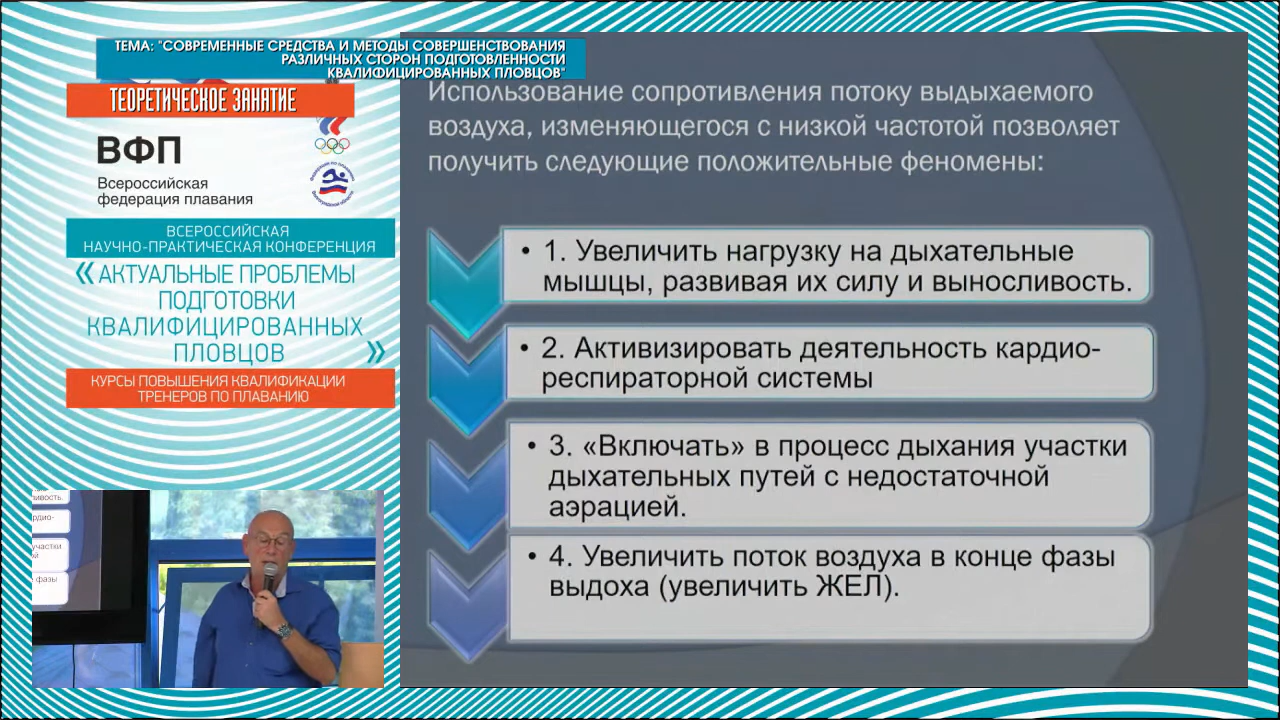 ТЕМА: "СОВРЕМЕННЫЕ СРЕДСТВА И МЕТОДЫ СОВЕРШЕНСТВОВАНИЯ
РАЗЛИЧНЫХ СТОРОН ПОДГОТОВЛЕННОСТИ
КВАЛИФИЦИРОВАННЫХ ПЛОВЦОВ"
ТЕОРЕТИЧЕСКОЕ ЗАНЯТИЕ
ВФП
Всероссийская
федерация плавания
ВСЕРОССИЙСКАЯ
НАУЧНО-ПРАКТИЧЕСКАЯ КОНФЕРЕНЦИЯ
«АКТУАЛЬНЫЕ ПРОБЛЕМЫ
ПОДГОТОВКИ
КВАЛИФИЦИРОВАННЫХ
ПЛОВЦОВ»
КУРСЫ ПОВЫШЕНИЯ КВАЛИФИКАЦИИ
ТРЕНЕРОВ ПО ПЛАВАНИЮ
Использование сопротивления потоку выдыхаемого
воздуха, изменяющегося с низкой частотой позволяет
получить следующие положительные феномены:
• 1. Увеличить нагрузку на дыхательные
мышцы, развивая их силу и выносливость.
• 2. Активизировать деятельность кардио-
респираторной системы
• 3. «Включать» в процесс дыхания участки
дыхательных путей с недостаточной
аэрацией.
• 4. Увеличить поток воздуха в конце фазы
выдоха (увеличить ЖЕЛ).